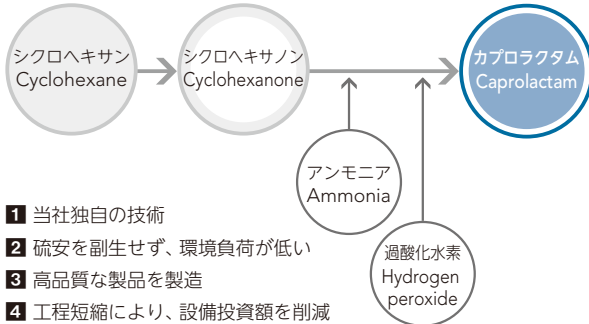 シクロヘキサン
Cyclohexane
シクロヘキサノン
Cyclohexanone
カプロラクタム
Caprolactam
アンモニア
Ammonia
過酸化水素
Hydrogen
peroxide
1 当社独自の技術
2 硫安を副生せず、環境負荷が低い
3 高品質な製品を製造
4 工程短縮により、設備投資額を削減